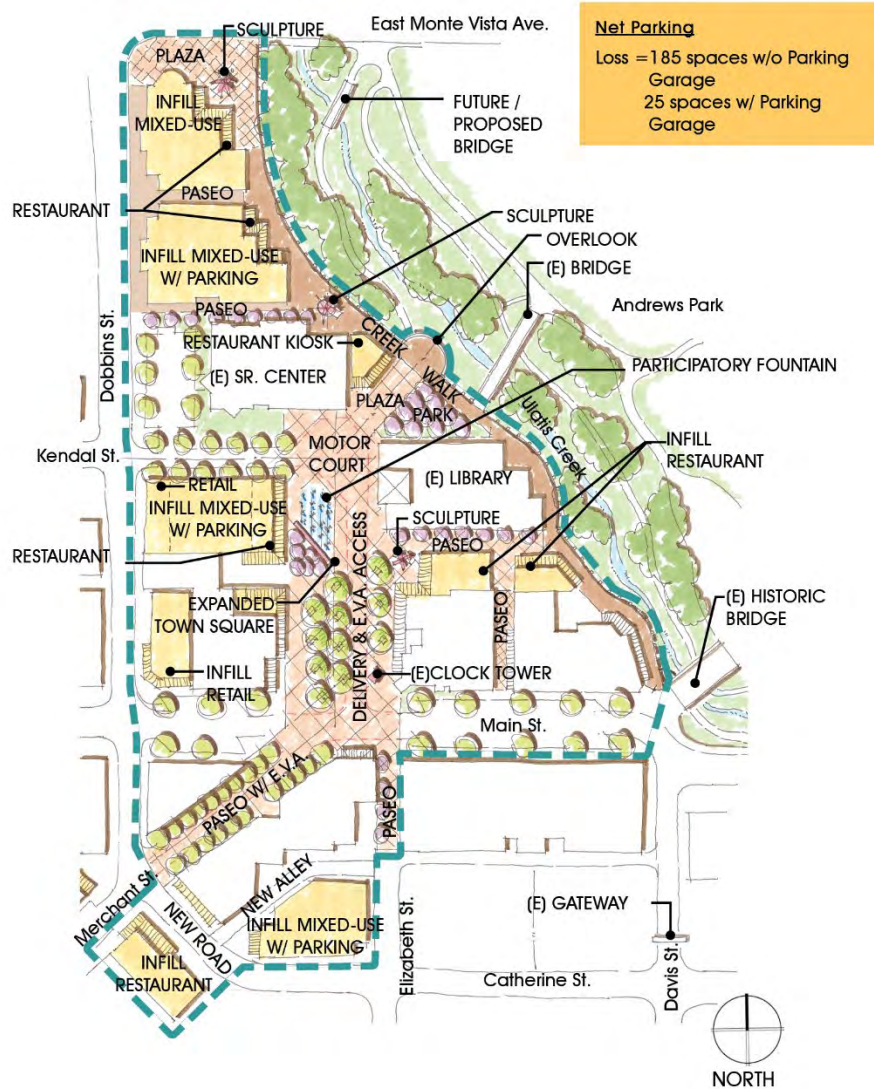 East Monte Vista Ave.
Net Parking
Loss = 185 spaces w/o Parking
Garage
25 spaces w/ Parking
Garage
SCULPTURE
PLAZA
INFILL
MIXED-USE
FUTURE /
PROPOSED
BRIDGE
PASEO
RESTAURANT
SCULPTURE
OVERLOOK
(E) BRIDGE
INFILL MIXED-USE
W/ PARKING
Andrews Park
PASEO
Dobbins St.
RESTAURANT KIOSK
CREEK
WALK
(E) SR. CENTER
PARTICIPATORY FOUNTAIN
PLAZA
PARK
Ulatis Creek
Kendal St.
MOTOR
COURT
INFILL
RESTAURANT
(E) LIBRARY
RETAIL
INFILL MIXED-USE
W/ PARKING
SCULPTURE
PASEO
RESTAURANT
DELIVERY & E.V.A. ACCESS
EXPANDED
TOWN SQUARE
PASEO
(E) HISTORIC
BRIDGE
INFILL
RETAIL
(E)CLOCK TOWER
Main St.
PASEO W/ E.V.A.
PASEO
Merchant St.
NEW ALLEY
NEW ROAD
INFILL MIXED-USE
W/ PARKING
Elizabeth St.
(E) GATEWAY
Davis St.
INFILL
RESTAURANT
Catherine St.
NORTH